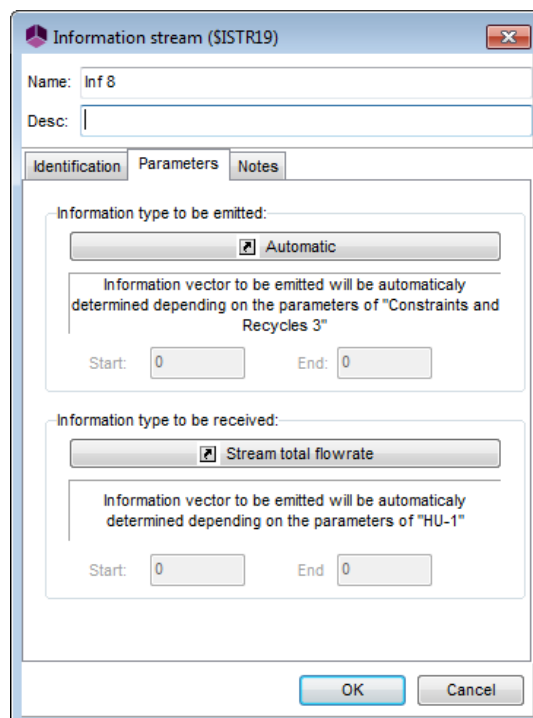 Information stream ($ISTR19)
Name: Inf 8
Desc:
Identification Parameters Notes
Information type to be emitted:
Automatic
Information vector to be emitted will be automaticaly
determined depending on the parameters of "Constraints and
Recycles 3"
Start: 0 End: 0
Information type to be received:
Stream total flowrate
Information vector to be emitted will be automaticaly
determined depending on the parameters of "HU-1"
Start: 0 End 0
OK Cancel